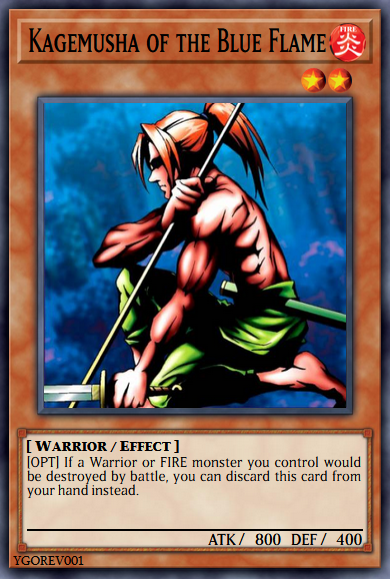 KAGEMUSHA OF THE BLUE FLAME
FIRE
炎
[ WARRIOR / EFFECT ]
[OPT] If a Warrior or FIRE monster you control would
be destroyed by battle, you can discard this card from
your hand instead.
ATK / 800 DEF / 400
YGOREV001